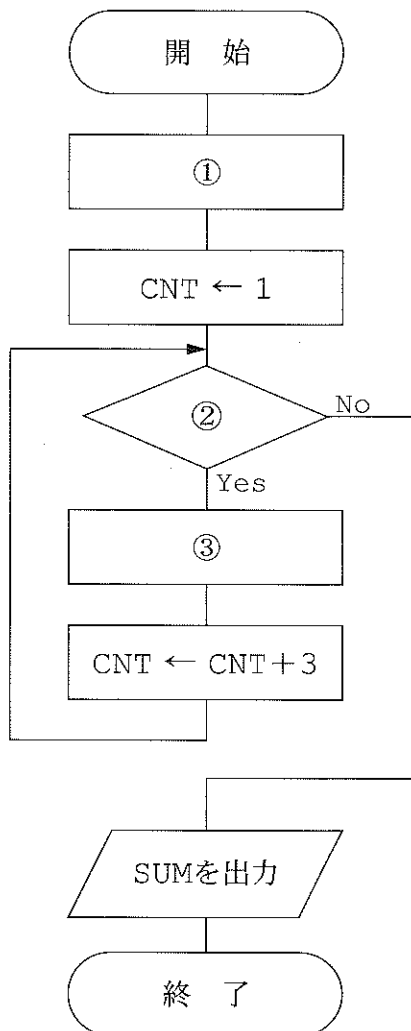 開 始
①
CNT ← 1
②
No
Yes
③
CNT ← CNT+3
SUMを出力
終 了